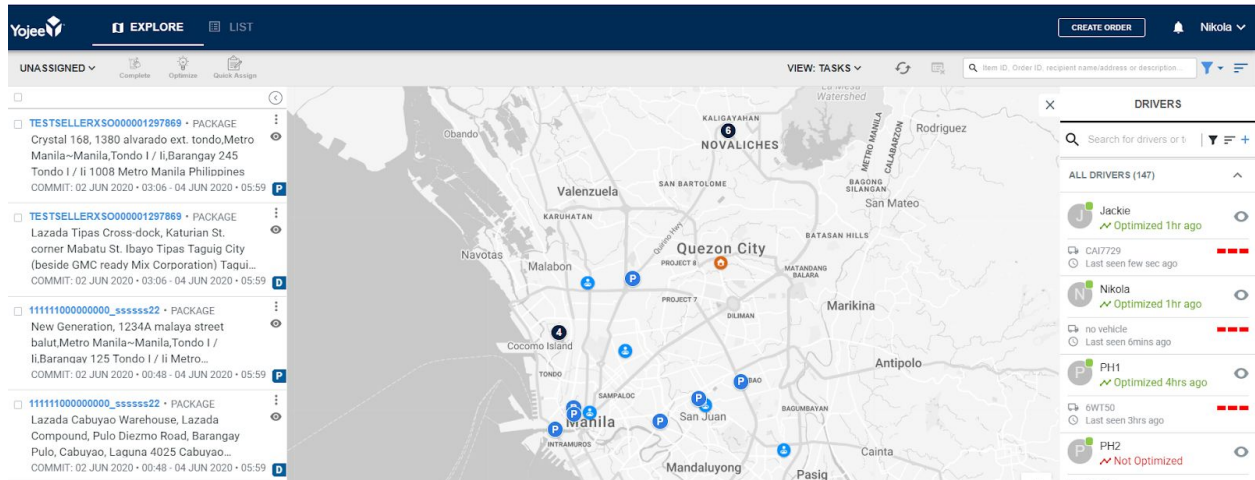 Yojee
EXPLORE
LIST
CREATE ORDER
Nikola
UNASSIGNED
Complete
Optimize
Quick Assign
VIEW: TASKS
Item ID, Order ID, recipient name/address or description...
TESTSELLERXSO000001297869 • PACKAGE
Crystal 168, 1380 alvarado ext. tondo,Metro
Manila~Manila,Tondo I / Ii,Barangay 245
Tondo I / Ii 1008 Metro Manila Philippines
COMMIT: 02 JUN 2020 • 03:06 - 04 JUN 2020 • 05:59 P
TESTSELLERXSO000001297869 • PACKAGE
Lazada Tipas Cross-dock, Katurian St.
corner Mabatu St. Ibayo Tipas Taguig City
(beside GMC ready Mix Corporation) Tagui...
COMMIT: 02 JUN 2020 • 03:06 - 04 JUN 2020 • 05:59 D
111111000000000_ssssss22 • PACKAGE
New Generation, 1234A malaya street
balut,Metro Manila~Manila,Tondo I /
Ii,Barangay 125 Tondo I / Ii Metro...
COMMIT: 02 JUN 2020 • 00:48 - 04 JUN 2020 • 05:59 P
111111000000000_ssssss22 • PACKAGE
Lazada Cabuyao Warehouse, Lazada
Compound, Pulo Diezmo Road, Barangay
Pulo, Cabuyao, Laguna 4025 Cabuyao...
COMMIT: 02 JUN 2020 • 00:48 - 04 JUN 2020 • 05:59 D
La Mesa
Watershed
KALIGAYAHAN
6
NOVALICHES
Obando
METRO MANILA
CALABARZON
Rodriguez
Valenzuela
SAN BARTOLOME
BAGONG
SILANGAN
San Mateo
KARUHATAN
Quirino Hwy
BATASAN HILLS
Navotas
Quezon City
PROJECT 8
Malabon
P
MATANDANG
BALARA
PROJECT 7
DILIMAN
Marikina
4
Cocomo Island
TONDO
Antipolo
P
BAO
SAMPALOC
P
P
Manila
San Juan
P
P
BAGUMBAYAN
INTRAMUROS
Cainta
Mandaluyong
Pasig
DRIVERS
Search for drivers or t
ALL DRIVERS (147)
J
Jackie
Optimized 1hr ago
CAI7729
Last seen few sec ago
N
Nikola
Optimized 1hr ago
no vehicle
Last seen 6mins ago
P
PH1
Optimized 4hrs ago
6WT50
Last seen 3hrs ago
P
PH2
Not Optimized